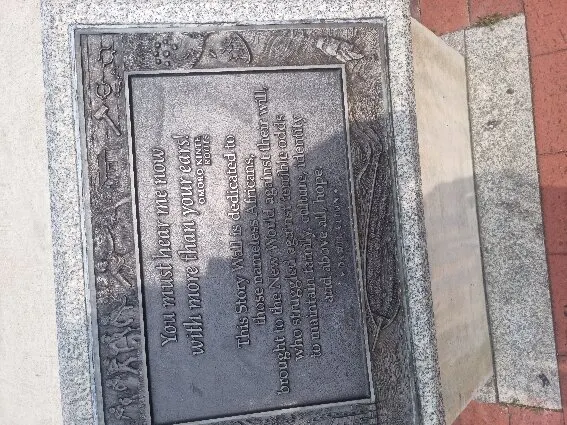 You must hear me now
with more than your ears!
This Story Wall is dedicated to
those nameless Africans,
brought to the New World against their will,
who struggled against horrific odds
to maintain family, culture, identity
and above all, hope